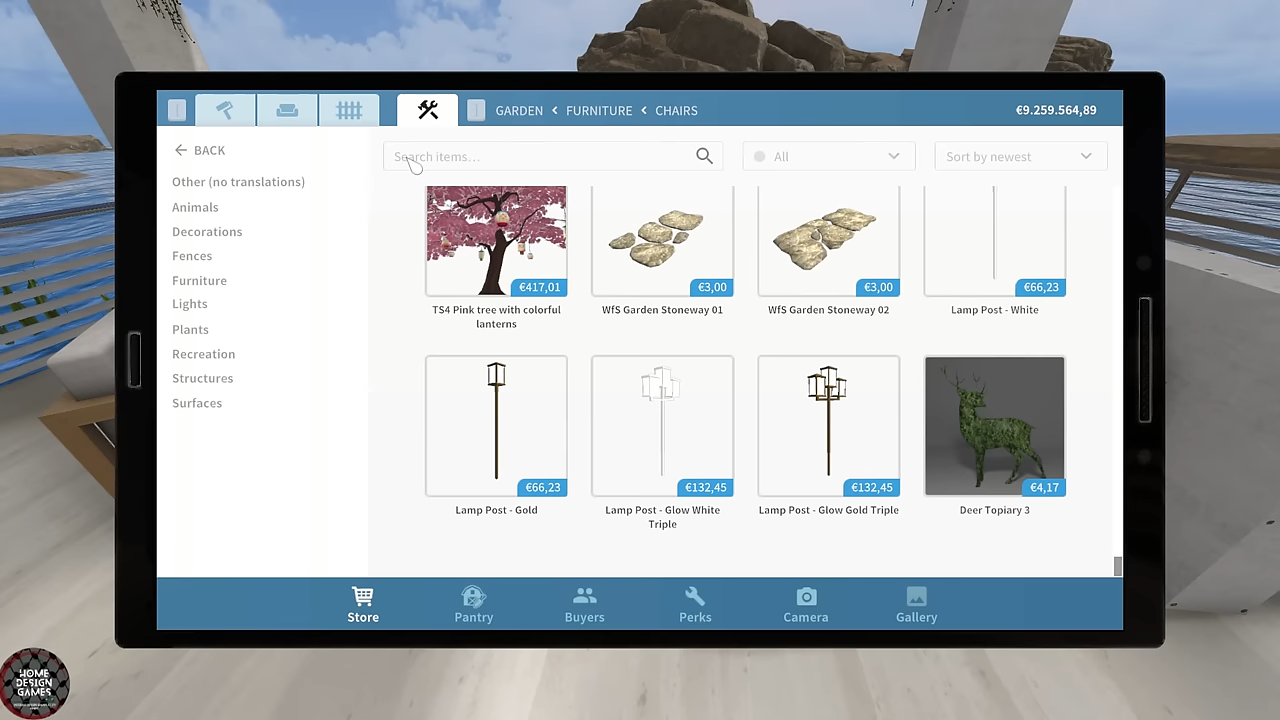 GARDEN < FURNITURE < CHAIRS
€9.259.564,89
BACK
Search items...
All
Sort by newest
Other (no translations)
Animals
Decorations
Fences
Furniture
Lights
Plants
Recreation
Structures
Surfaces
€417,01
€3,00
€3,00
€66,23
TS4 Pink tree with colorful
lanterns
WfS Garden Stoneway 01
WfS Garden Stoneway 02
Lamp Post - White
€66,23
€132,45
€132,45
€4,17
Lamp Post - Gold
Lamp Post - Glow White
Triple
Lamp Post - Glow Gold Triple
Deer Topiary 3
Store
Pantry
Buyers
Perks
Camera
Gallery
HOME
DESIGN
GAMES